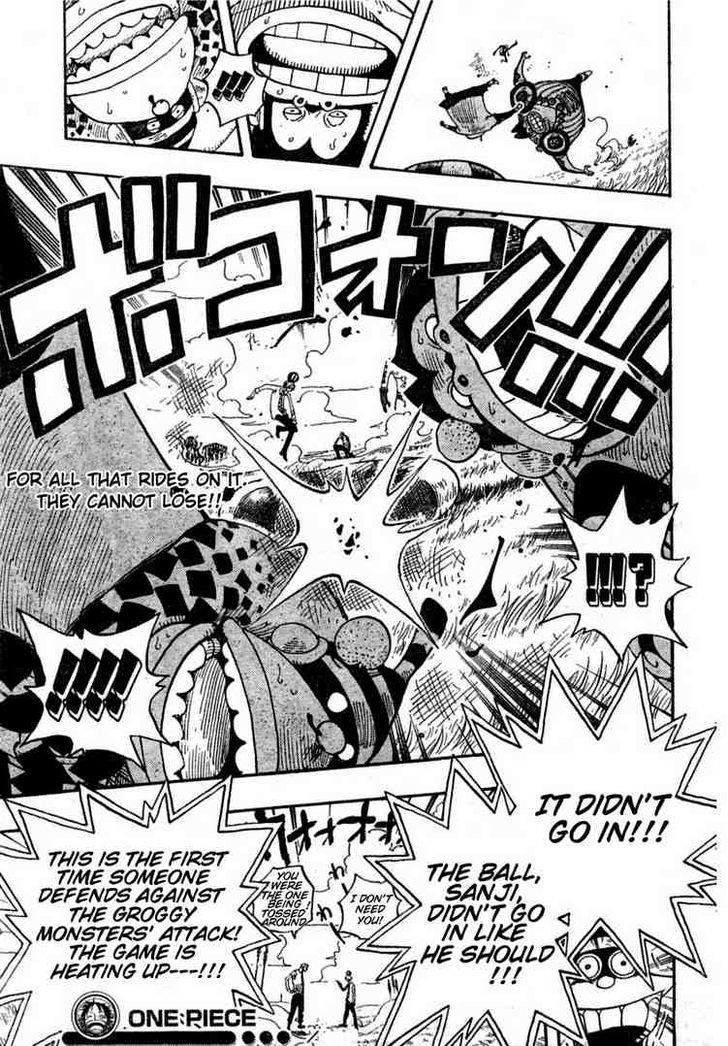 !!!!
ボコォン!!!
FOR ALL THAT RIDES ON IT...
THEY CANNOT LOSE!!
!!!?
!!!!!
IT DIDN'T
GO IN!!!
THE BALL,
SANJI,
DIDN'T GO
IN LIKE
HE SHOULD
!!!
I DON'T
NEED
YOU!
YOU
WERE
THE ONE
BEING
TOSSED
AROUND
THIS IS THE FIRST
TIME SOMEONE
DEFENDS AGAINST
THE GROGGY
MONSTERS' ATTACK!
THE GAME IS
HEATING UP---!!!
ONE PIECE